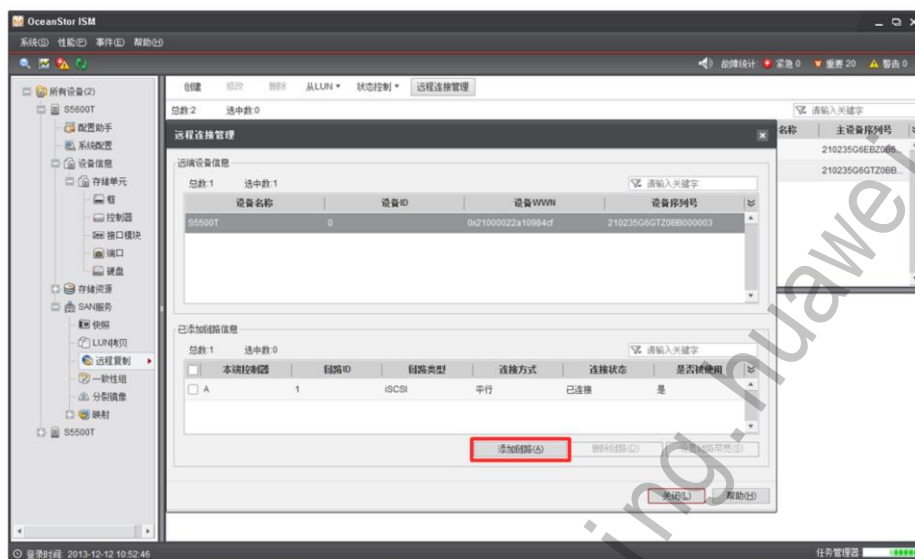 OceanStor ISM
系统(S) 性能(P) 事件(E) 帮助(H)
故障统计: 紧急 0 重要 20 警告 0
所有设备(2)
S5600T
配置助手
系统配置
设备信息
存储单元
框
控制器
接口模块
端口
硬盘
存储资源
SAN服务
快照
LUN拷贝
远程复制
一致性组
分裂镜像
映射
S5500T
创建 修改 删除 从LUN 状态控制 远程连接管理
总数:2 选中数:0 请输入关键字
名称 主设备序列号
210235G6EBZ0B6...
210235G6GTZ0BB...
远程连接管理
远端设备信息
总数:1 选中数:1 请输入关键字
设备名称 设备ID 设备WWN 设备序列号
S5500T 0 0x21000022a10984cf 210235G6GTZ0BB000003
已添加链路信息
总数:1 选中数:0 请输入关键字
本端控制器 链路ID 链路类型 连接方式 连接状态 是否被使用
A 1 iSCSI 平行 已连接 是
添加链路(A) 删除链路(D) 设置链路带宽(S)
关闭(L) 帮助(H)
登录时间: 2013-12-12 10:52:46 任务管理器
ing.huawei